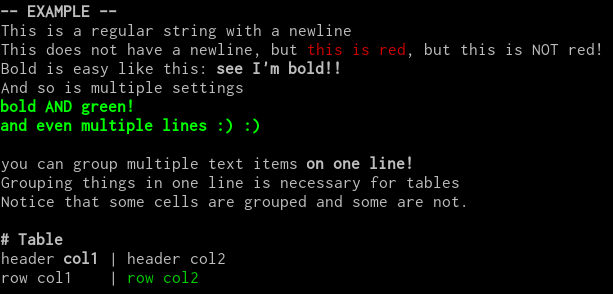 -- EXAMPLE --
This is a regular string with a newline
This does not have a newline, but this is red, but this is NOT red!
Bold is easy like this: see I'm bold!!
And so is multiple settings
bold AND green!
and even multiple lines :) :)
you can group multiple text items on one line!
Grouping things in one line is necessary for tables
Notice that some cells are grouped and some are not.
# Table
header col1 | header col2
row col1    | row col2